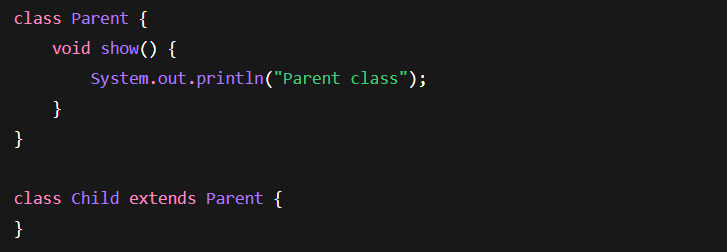 class Parent {
    void show() {
        System.out.println("Parent class");
    }
}

class Child extends Parent {
}